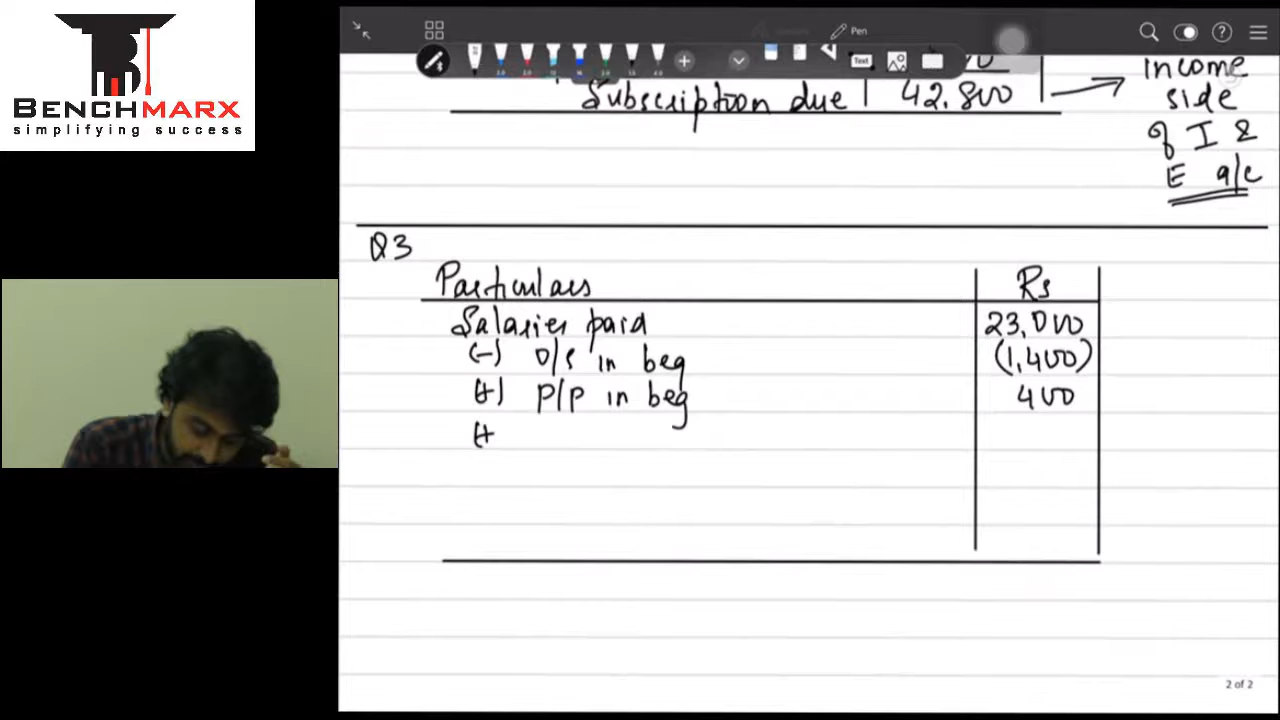 BENCHMARX
simplifying success
Pen
Text
Subscription due 42,800
income
side
of I &
E a/c
Q3
Particulars Rs
Salaries paid 23,000
(-) O/S in beg (1,400)
(+) P/P in beg 400
(+
2 of 2